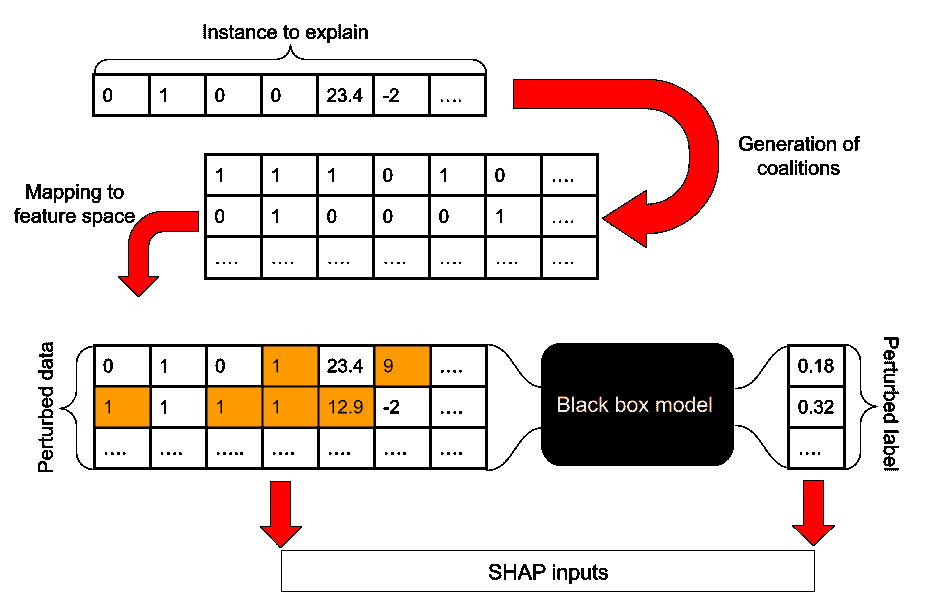 Instance to explain
0 1 0 0 23.4 -2 ....
Generation of
coalitions
1 1 1 0 1 0 ....
Mapping to
feature space
0 1 0 0 0 1 ....
.... .... .... .... .... .... ....
Perturbed data
0 1 0 1 23.4 9 ....
1 1 1 1 12.9 -2 ....
.... .... ..... .... .... .... ....
Black box model
0.18
0.32
....
Perturbed label
SHAP inputs